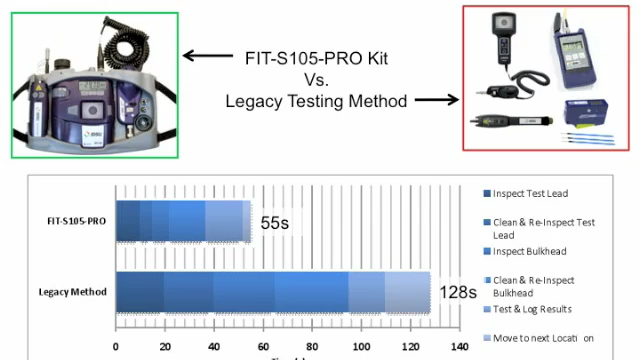 FIT-S105-PRO Kit
Vs.
Legacy Testing Method
FIT-S105-PRO
55s
Legacy Method
128s
0 20 40 60 80 100 120 140
Inspect Test Lead
Clean & Re-Inspect Test
Lead
Inspect Bulkhead
Clean & Re-Inspect
Bulkhead
Test & Log Results
Move to next Location